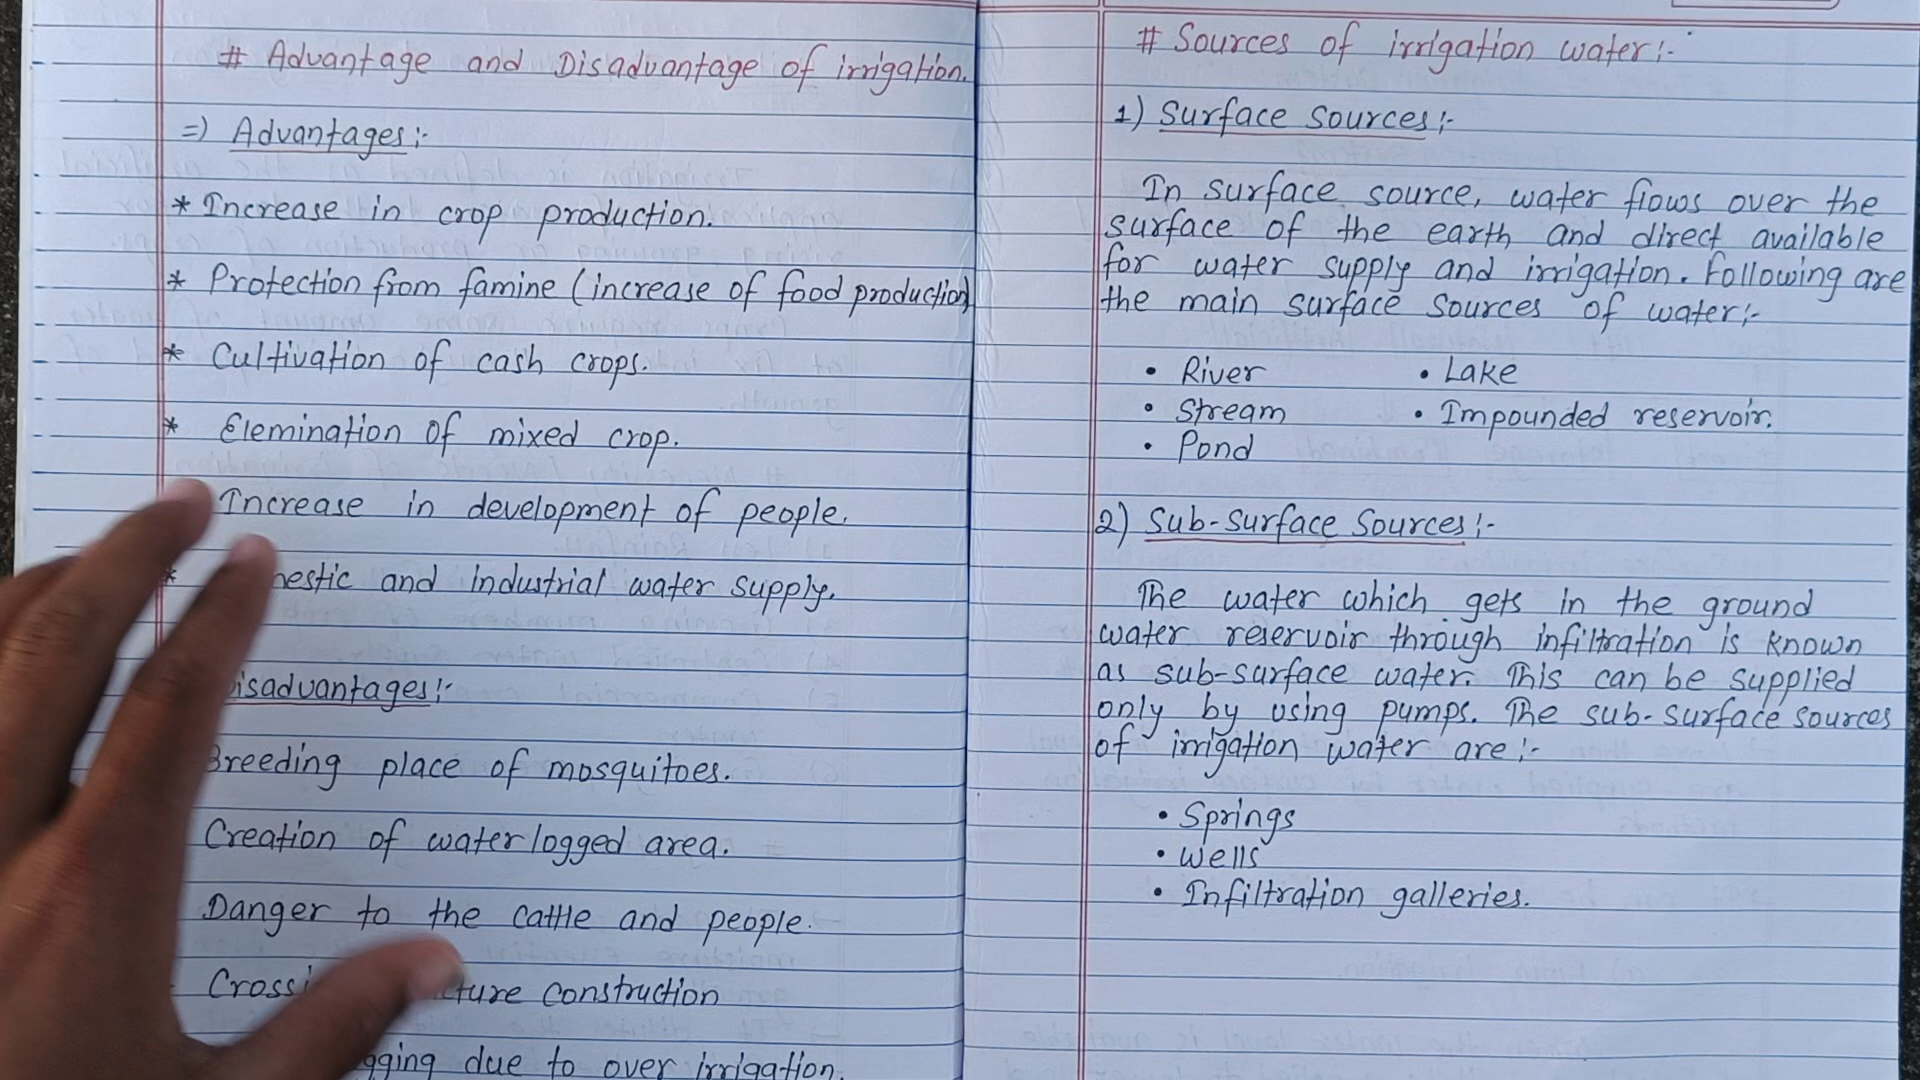 # Advantage and Disadvantage of irrigation.
=) Advantages:-
* Increase in crop production.
* Protection from famine (increase of food production)
* Cultivation of cash crops.
* Elemination of mixed crop.
Increase in development of people.
* and industrial water supply.
Breeding place of mosquitoes.
Creation of water logged area.
Danger to the cattle and people.
construction
due to over irrigation.
# Sources of irrigation water:-
1) Surface Sources:-
In surface source, water flows over the
surface of the earth and direct available
for water supply and irrigation. Following are
the main surface sources of water:-
• River
• Lake
• Stream
• Impounded reservoir.
• Pond
2) Sub-surface Sources:-
The water which gets in the ground
water reservoir through infiltration is known
as sub-surface water. This can be supplied
only by using pumps. The sub-surface sources
of irrigation water are:-
• Springs
• Wells
• Infiltration galleries.